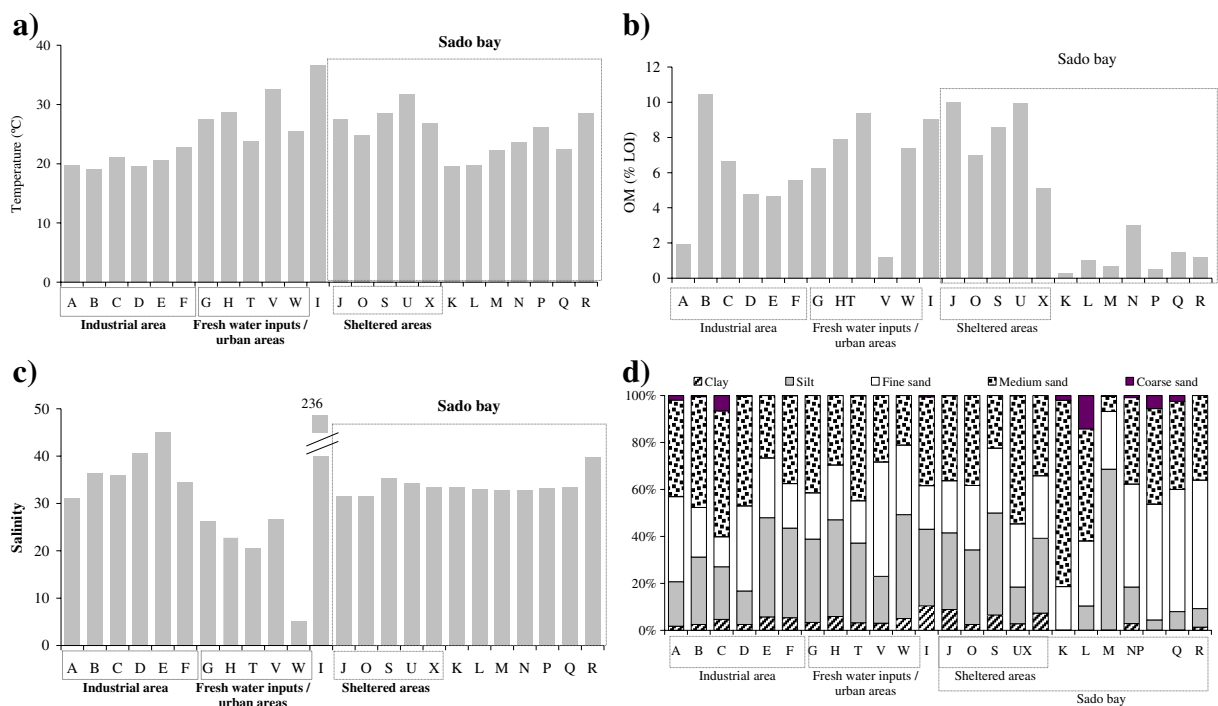 a)
Sado bay
40
30
20
10
0
Temperature (ºC)
A B C D E F G H T V W I J O S U X K L M N P Q R
Industrial area
Fresh water inputs /
urban areas
Sheltered areas
b)
Sado bay
12
10
8
6
4
2
0
OM (% LOI)
A B C D E F G HT V W I J O S U X K L M N P Q R
Industrial area
Fresh water inputs /
urban areas
Sheltered areas
c)
Sado bay
236
50
40
30
20
10
0
Salinity
A B C D E F G H T V W I J O S U X K L M N P Q R
Industrial area
Fresh water inputs /
urban areas
Sheltered areas
d)
Clay Silt Fine sand Medium sand Coarse sand
100%
80%
60%
40%
20%
0%
A B C D E F G H T V W I J O S UX K L M NP Q R
Industrial area
Fresh water inputs /
urban areas
Sheltered areas
Sado bay